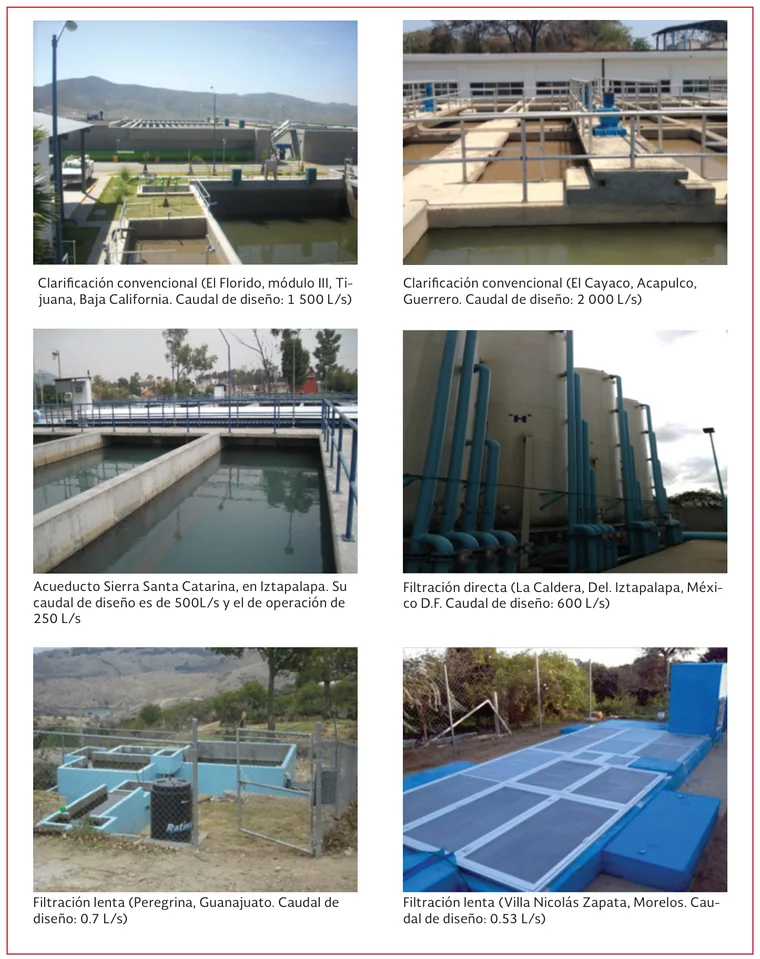 Clarificación convencional (El Florido, módulo III, Ti-
juana, Baja California. Caudal de diseño: 1 500 L/s)
Clarificación convencional (El Cayaco, Acapulco,
Guerrero. Caudal de diseño: 2 000 L/s)
Acueducto Sierra Santa Catarina, en Iztapalapa. Su
caudal de diseño es de 500L/s y el de operación de
250 L/s
Filtración directa (La Caldera, Del. Iztapalapa, Méxi-
co D.F. Caudal de diseño: 600 L/s)
Filtración lenta (Peregrina, Guanajuato. Caudal de
diseño: 0.7 L/s)
Filtración lenta (Villa Nicolás Zapata, Morelos. Cau-
dal de diseño: 0.53 L/s)